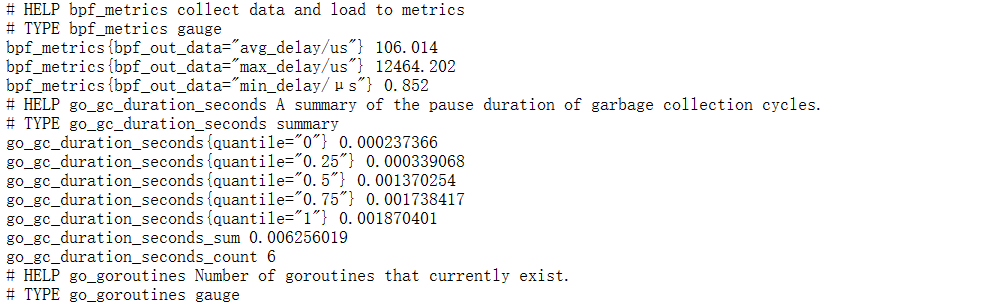 # HELP bpf_metrics collect data and load to metrics
# TYPE bpf_metrics gauge
bpf_metrics{bpf_out_data="avg_delay/us"} 106.014
bpf_metrics{bpf_out_data="max_delay/us"} 12464.202
bpf_metrics{bpf_out_data="min_delay/μs"} 0.852
# HELP go_gc_duration_seconds A summary of the pause duration of garbage collection cycles.
# TYPE go_gc_duration_seconds summary
go_gc_duration_seconds{quantile="0"} 0.000237366
go_gc_duration_seconds{quantile="0.25"} 0.000339068
go_gc_duration_seconds{quantile="0.5"} 0.001370254
go_gc_duration_seconds{quantile="0.75"} 0.001738417
go_gc_duration_seconds{quantile="1"} 0.001870401
go_gc_duration_seconds_sum 0.006256019
go_gc_duration_seconds_count 6
# HELP go_goroutines Number of goroutines that currently exist.
# TYPE go_goroutines gauge